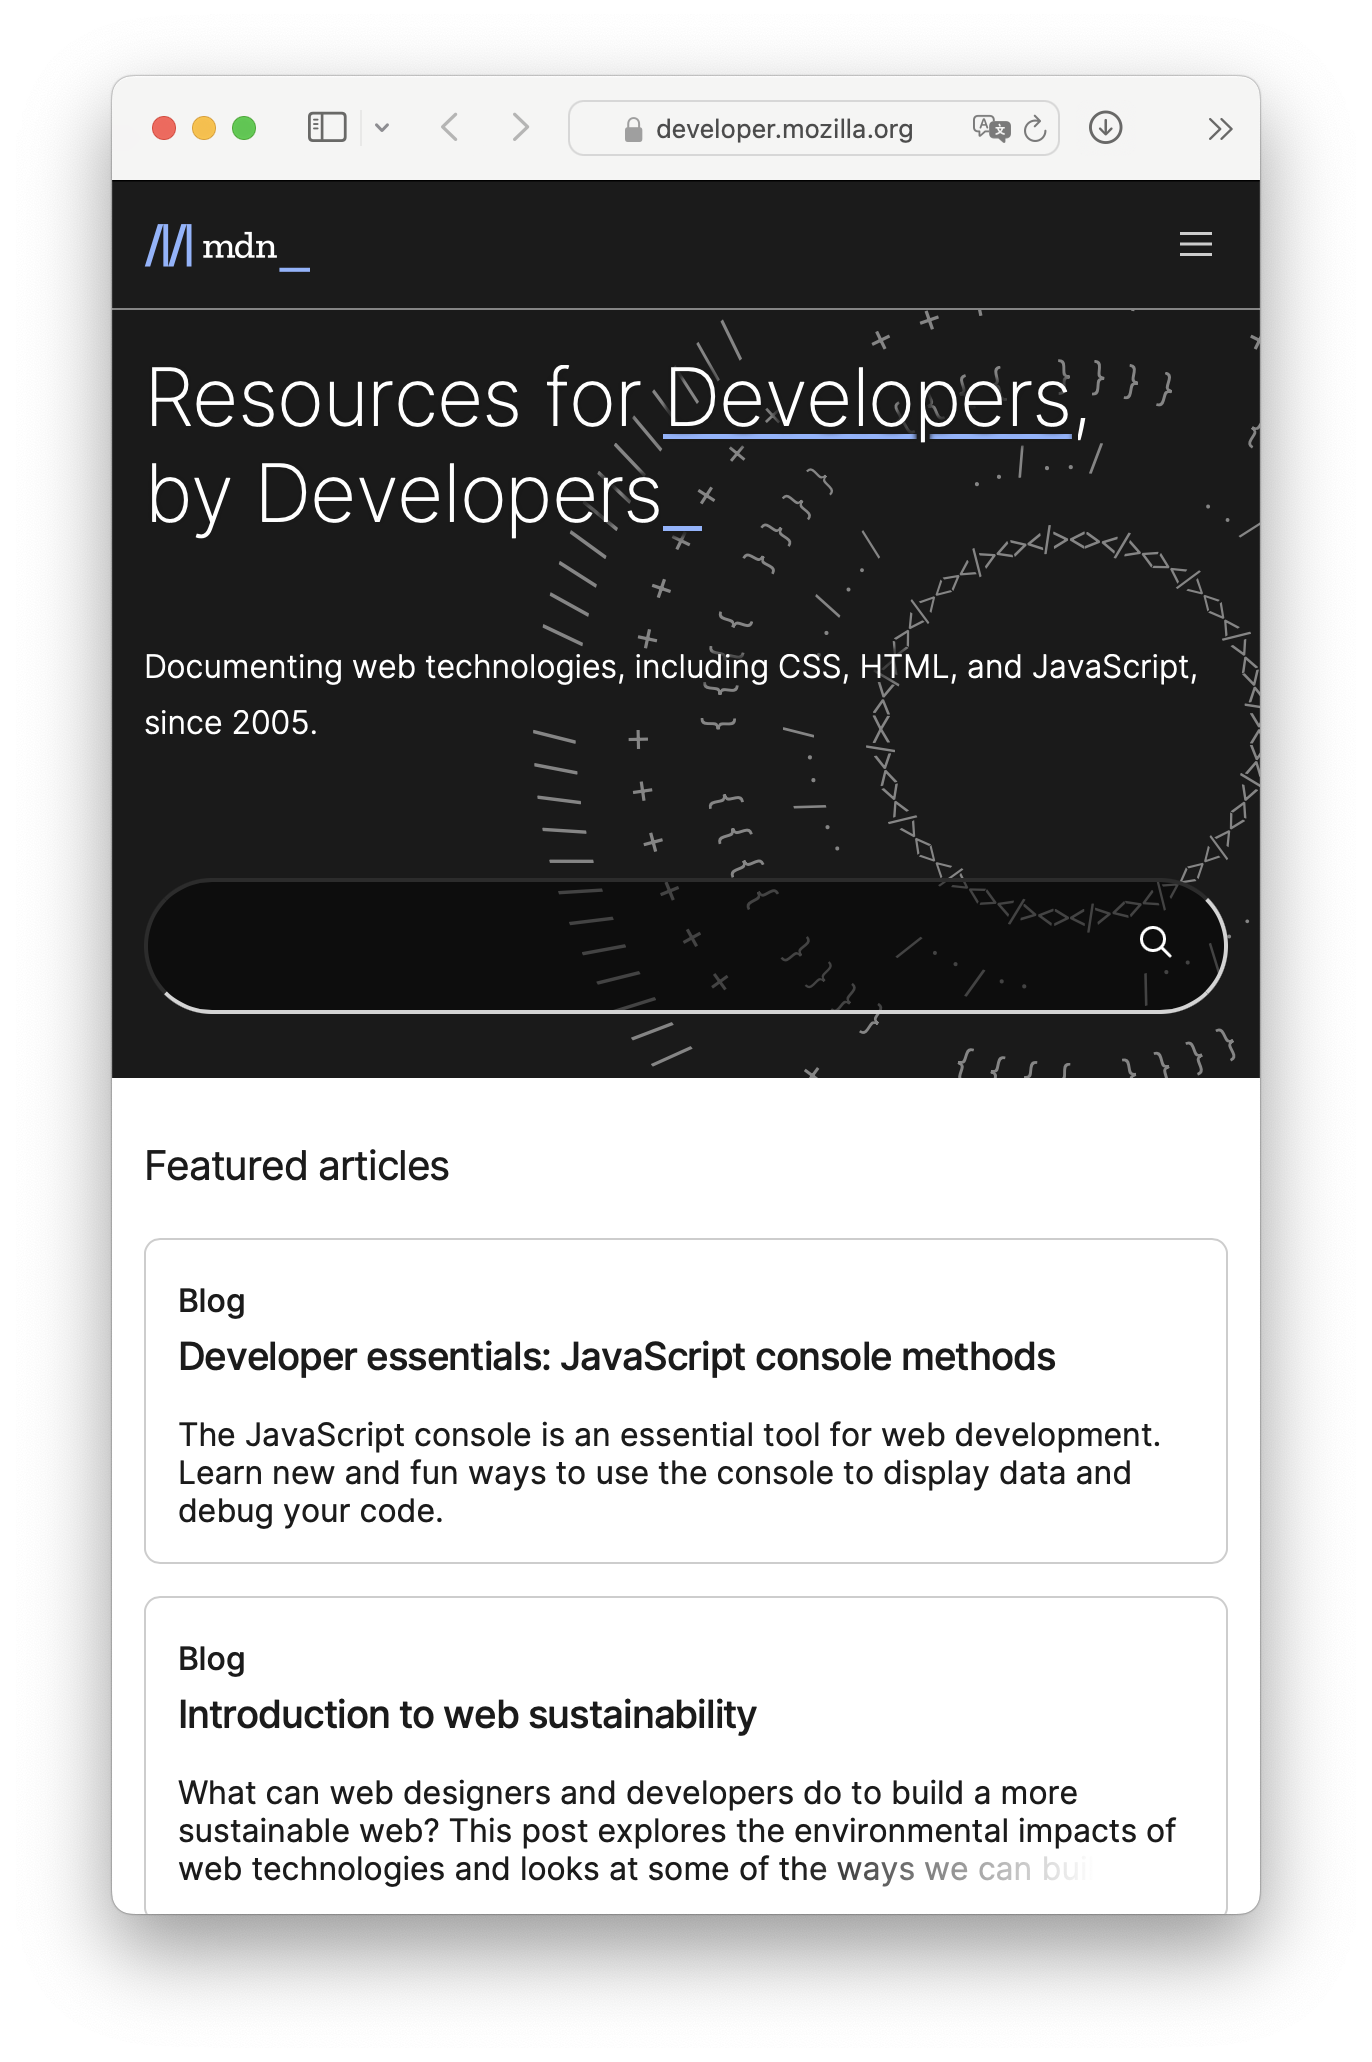 developer.mozilla.org
mdn_
Resources for Developers,
by Developers_
Documenting web technologies, including CSS, HTML, and JavaScript,
since 2005.
Featured articles
Blog
Developer essentials: JavaScript console methods
The JavaScript console is an essential tool for web development.
Learn new and fun ways to use the console to display data and
debug your code.
Blog
Introduction to web sustainability
What can web designers and developers do to build a more
sustainable web? This post explores the environmental impacts of
web technologies and looks at some of the ways we can